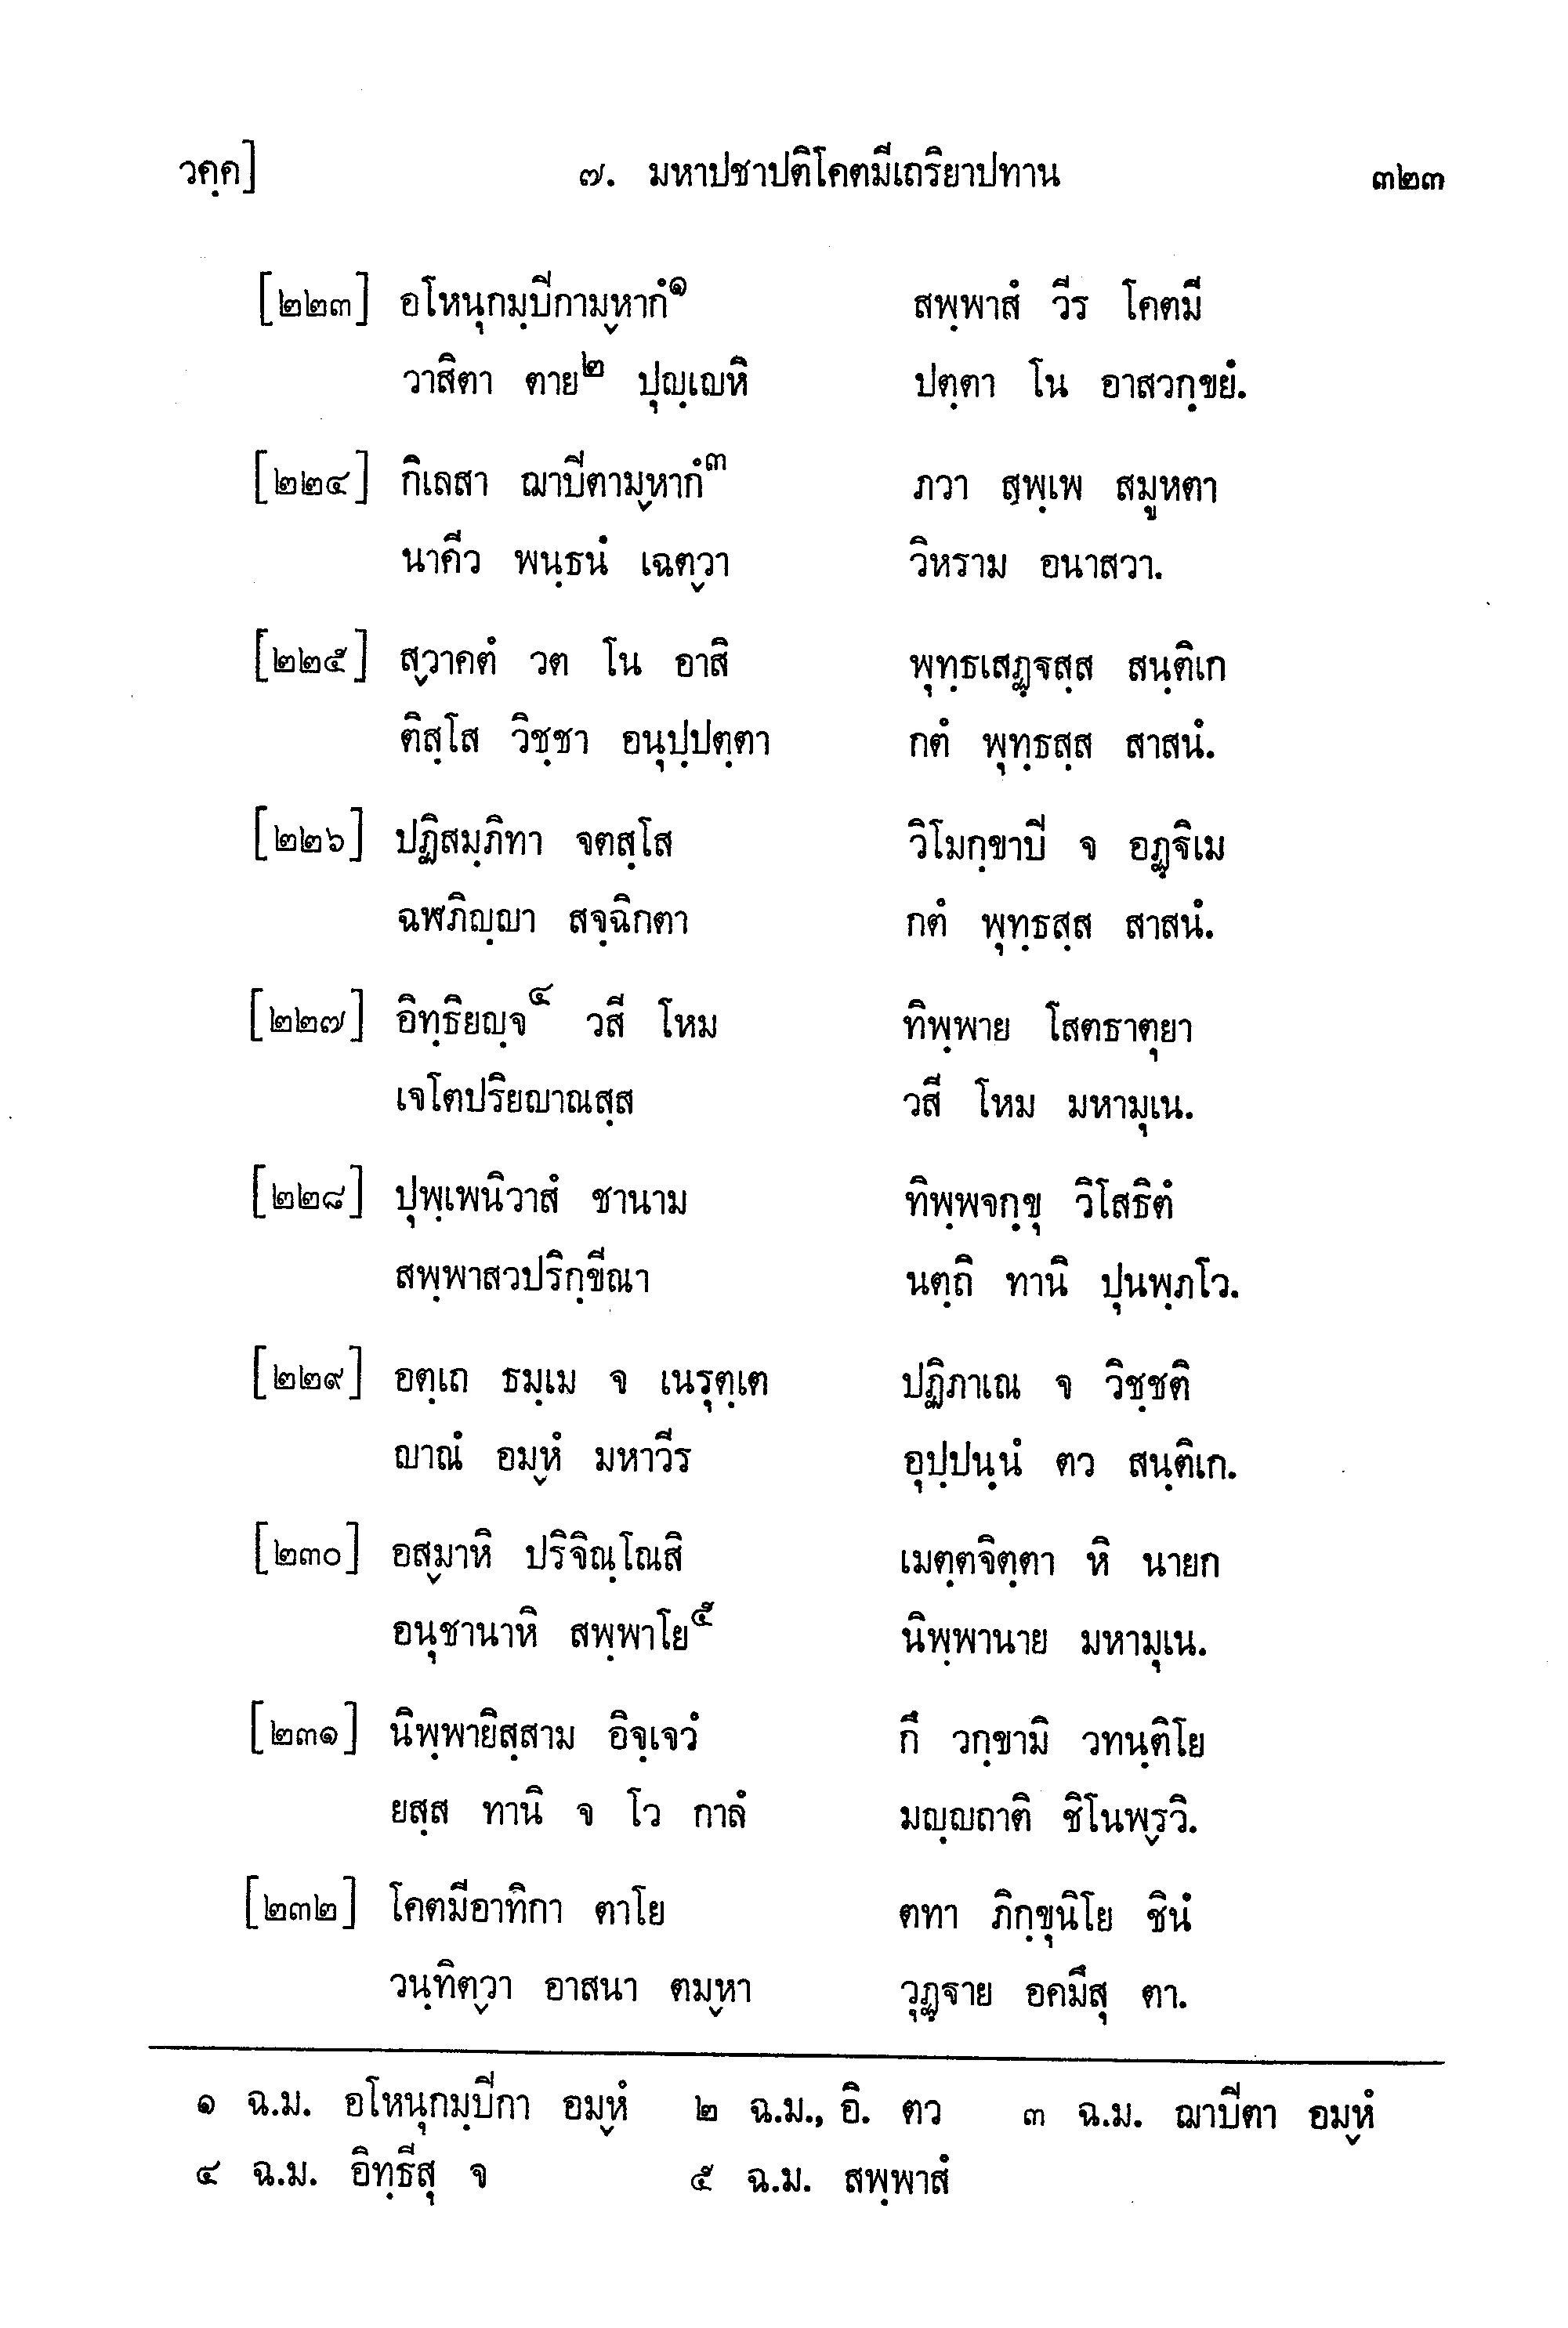 วคฺค] ๗. มหาปชาปติโคตมีเถริยาปทาน ๓๒๓
[๒๒๓] อโหนุกมฺปิกามฺหากํ๑ สพฺพาสํ วีร โคตมี
วาสิตา ตาย๒ ปุญฺเญหิ ปตฺตา โน อาสวกฺขยํ.
[๒๒๔] กิเลสา ฌาปิตามฺหากํ๓ ภวา สพฺเพ สมูหตา
นาคีว พนฺธนํ เฉตฺวา วิหราม อนาสวา.
[๒๒๕] สฺวาคตํ วต โน อาสิ พุทฺธเสฏฺฐสฺส สนฺติเก
ติสฺโส วิชฺชา อนุปฺปตฺตา กตํ พุทฺธสฺส สาสนํ.
[๒๒๖] ปฏิสมฺภิทา จตสฺโส วิโมกฺขาปิ จ อฏฺฐิเม
ฉฬภิญฺญา สจฺฉิกตา กตํ พุทฺธสฺส สาสนํ.
[๒๒๗] อิทฺธิยญฺจ๔ วสี โหม ทิพฺพาย โสตธาตุยา
เจโตปริยญาณสฺส วสี โหม มหามุเน.
[๒๒๘] ปุพฺเพนิวาสํ ชานาม ทิพฺพจกฺขุ วิโสธิตํ
สพฺพาสวปริกฺขีณา นตฺถิ ทานิ ปุนพฺภโว.
[๒๒๙] อตฺเถ ธมฺเม จ เนรุตฺเต ปฏิภาเณ จ วิชฺชติ
ญาณํ อมฺหํ มหาวีร อุปฺปนฺนํ ตว สนฺติเก.
[๒๓๐] อสฺมาหิ ปริจิณฺโณสิ เมตฺตจิตฺตา หิ นายก
อนุชานาหิ สพฺพาโย๕ นิพฺพานาย มหามุเน.
[๒๓๑] นิพฺพายิสฺสาม อิจฺเจวํ กึ วกฺขามิ วทนฺติโย
ยสฺส ทานิ จ โว กาลํ มญฺญถาติ ชิโนพฺรูวิ.
[๒๓๒] โคตมีอาทิกา ตาโย ตทา ภิกฺขุนิโย ชินํ
วนฺทิตฺวา อาสนา ตมฺหา วุฏฺฐาย อคมึสุ ตา.
๑ ฉ.ม. อโหนุกมฺปิกา อมฺหํ ๒ ฉ.ม., อิ. ตว ๓ ฉ.ม. ฌาปิตา อมฺหํ
๔ ฉ.ม. อิทฺธีสุ จ ๕ ฉ.ม. สพฺพาสํ